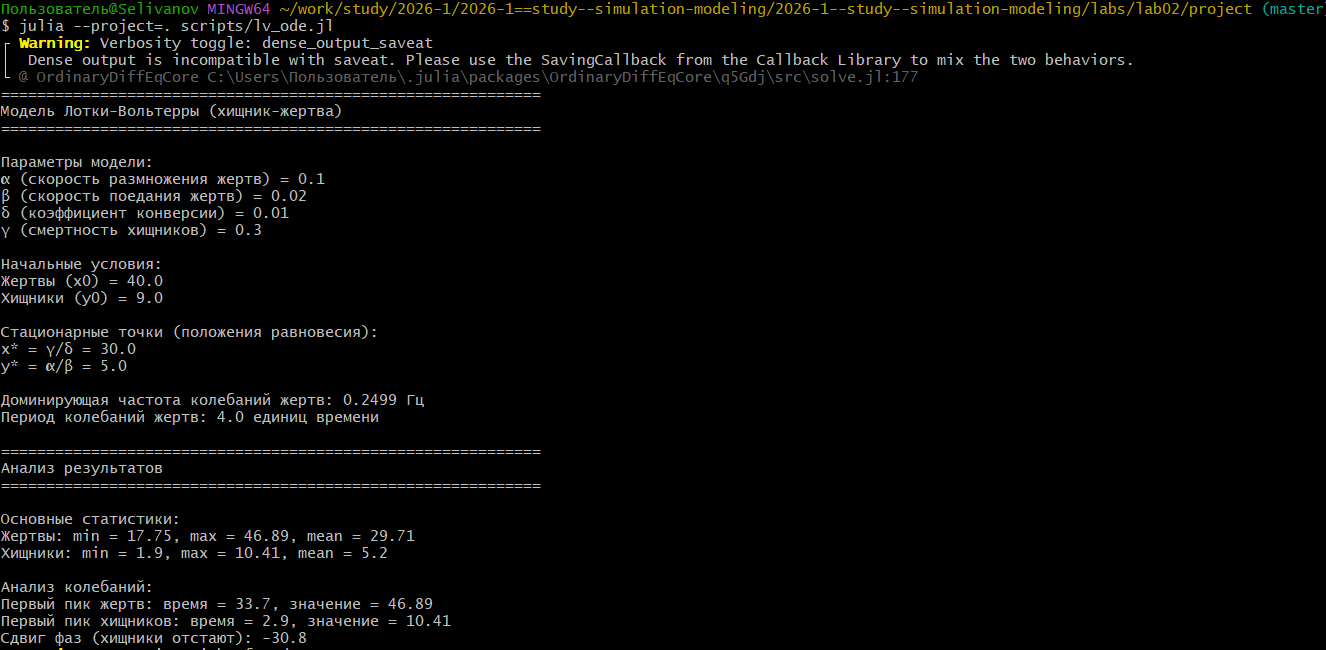 Пользователь@Selivanov MINGW64 ~/work/study/2026-1/2026-1==study--simulation-modeling/2026-1--study--simulation-modeling/labs/lab02/project (master
$ julia --project=. scripts/lv_ode.jl
Warning: Verbosity toggle: dense_output_saveat
Dense output is incompatible with saveat. Please use the SavingCallback from the Callback Library to mix the two behaviors.
@ OrdinaryDiffEqCore C:\Users\Пользователь\.julia\packages\OrdinaryDiffEqCore\q5Gdj\src\solve.jl:177
============================================================
Модель Лотки-Вольтерры (хищник-жертва)
============================================================
Параметры модели:
α (скорость размножения жертв) = 0.1
β (скорость поедания жертв) = 0.02
δ (коэффициент конверсии) = 0.01
γ (смертность хищников) = 0.3
Начальные условия:
Жертвы (x0) = 40.0
Хищники (y0) = 9.0
Стационарные точки (положения равновесия):
x* = γ/δ = 30.0
y* = α/β = 5.0
Доминирующая частота колебаний жертв: 0.2499 Гц
Период колебаний жертв: 4.0 единиц времени
============================================================
Анализ результатов
============================================================
Основные статистики:
Жертвы: min = 17.75, max = 46.89, mean = 29.71
Хищники: min = 1.9, max = 10.41, mean = 5.2
Анализ колебаний:
Первый пик жертв: время = 33.7, значение = 46.89
Первый пик хищников: время = 2.9, значение = 10.41
Сдвиг фаз (хищники отстают): -30.8